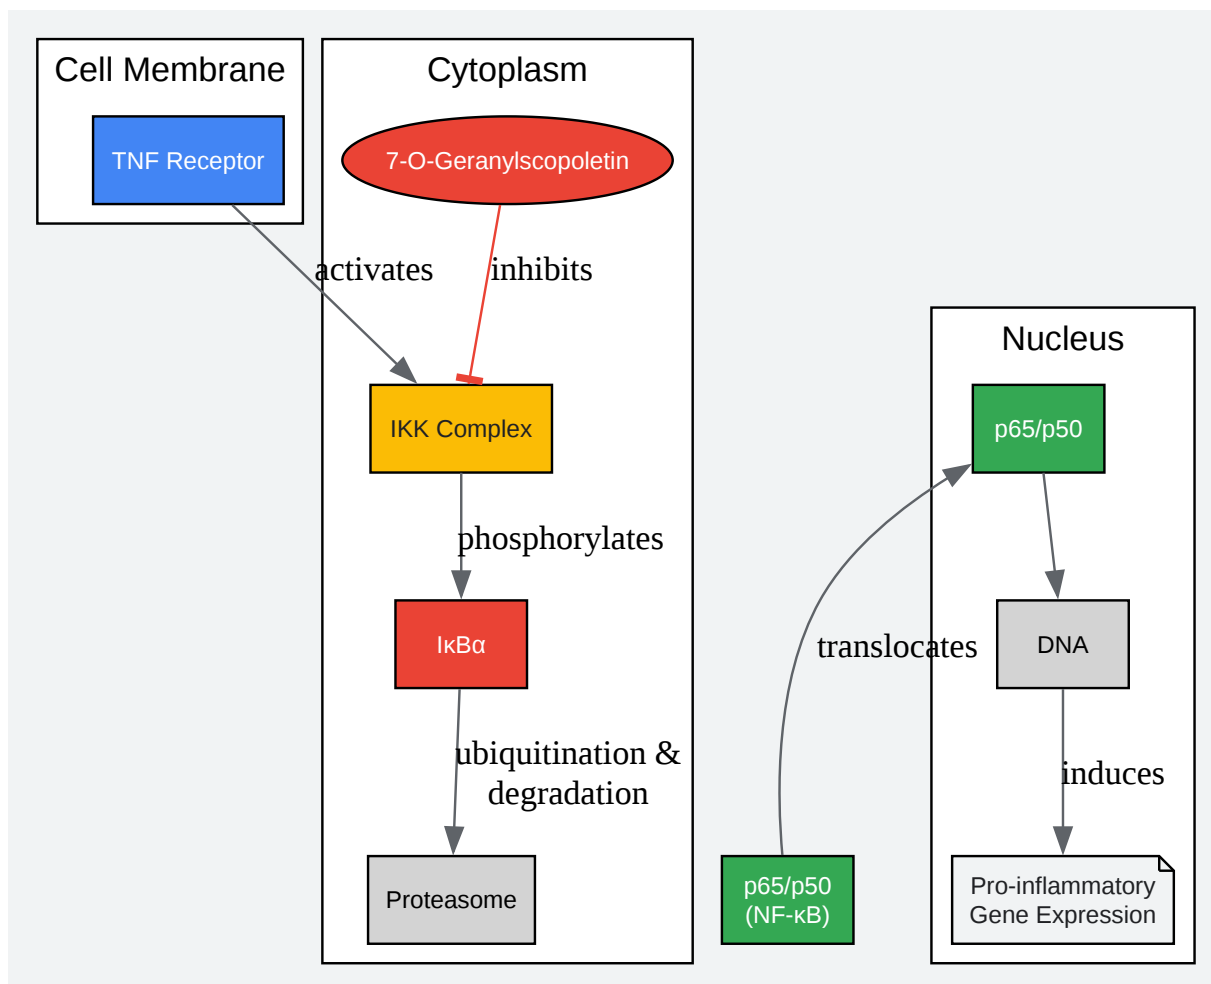 Cell Membrane
TNF Receptor
activates
Cytoplasm
7-O-Geranylscopoletin
inhibits
IKK Complex
phosphorylates
IκBα
ubiquitination &
degradation
Proteasome
p65/p50
(NF-κB)
translocates
Nucleus
p65/p50
DNA
induces
Pro-inflammatory
Gene Expression